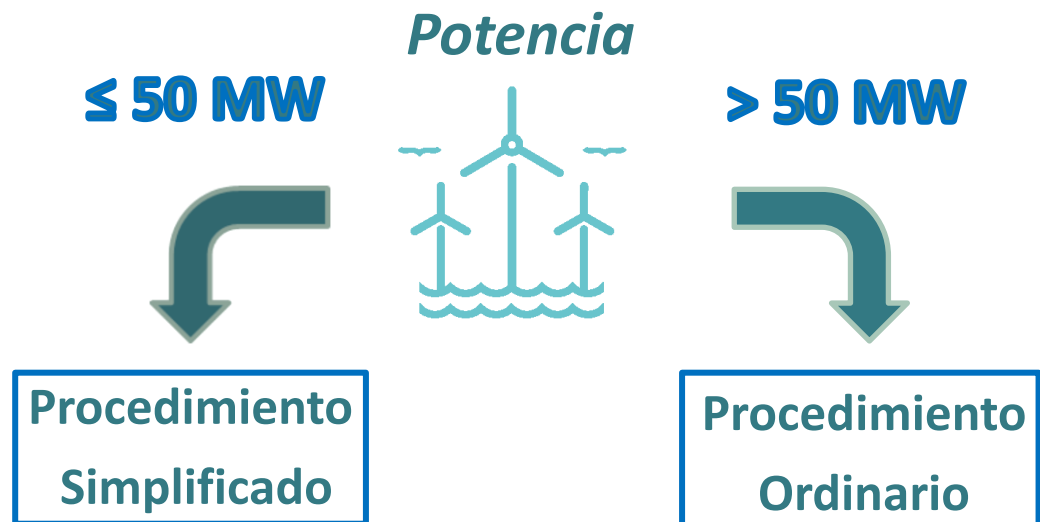 Potencia
≤ 50 MW
> 50 MW
Procedimiento
Simplificado
Procedimiento
Ordinario